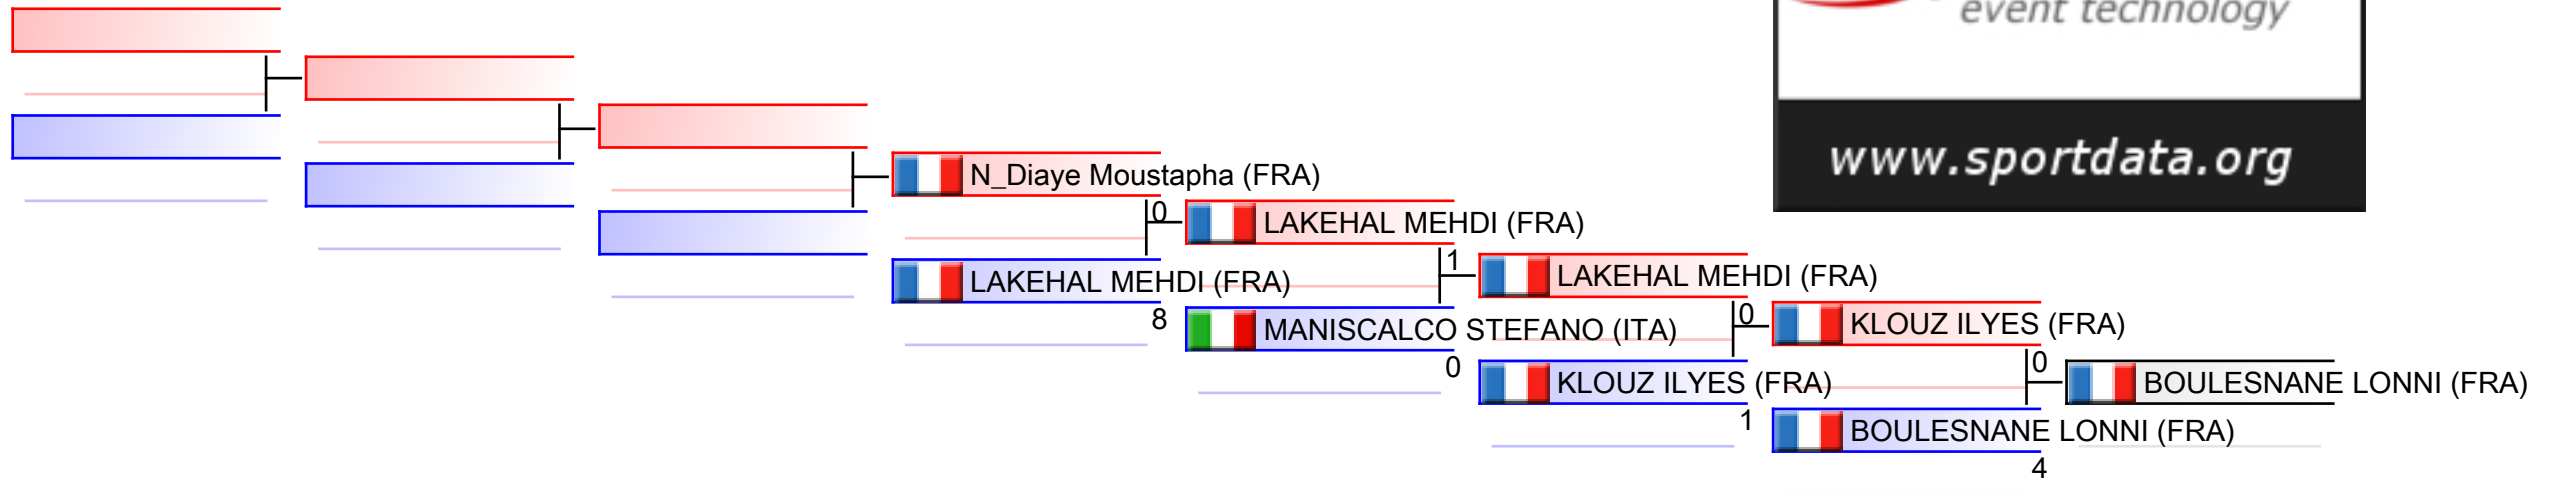 event technology
www.sportdata.org
N_Diaye Moustapha (FRA)
0
LAKEHAL MEHDI (FRA)
LAKEHAL MEHDI (FRA)
8
1
LAKEHAL MEHDI (FRA)
MANISCALCO STEFANO (ITA)
0
0
KLOUZ ILYES (FRA)
KLOUZ ILYES (FRA)
1
0
BOULESNANE LONNI (FRA)
BOULESNANE LONNI (FRA)
4